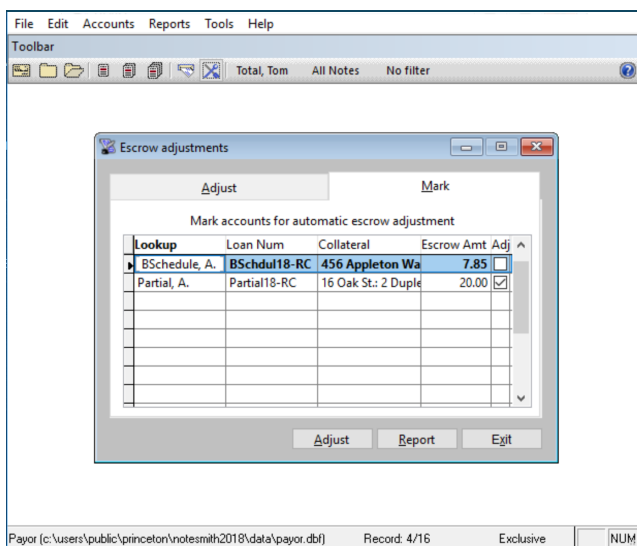 File Edit Accounts Reports Tools Help
Toolbar
Total, Tom All Notes No filter
Escrow adjustments
Adjust Mark
Mark accounts for automatic escrow adjustment
Lookup Loan Num Collateral Escrow Amt Adj
BSchedule, A. BSchdul18-RC 456 Appleton Wa 7.85
Partial, A. Partial18-RC 16 Oak St.: 2 Duple 20.00
Adjust Report Exit
Payor (c:\users\public\princeton\notesmith2018\data\payor.dbf) Record: 4/16 Exclusive NUM